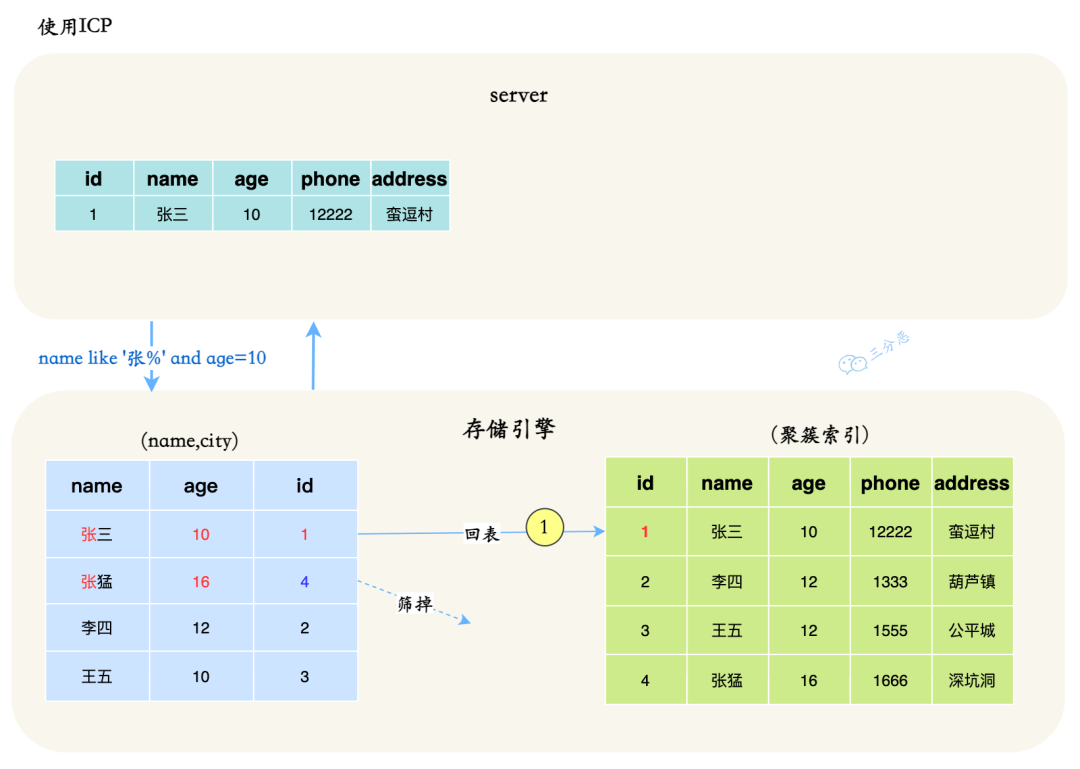 使用ICP
server
id name age phone address
1 张三 10 12222 蛮逗村
name like '张%' and age=10
三分恶
存储引擎
(name,city)
(聚簇索引)
name age id
张三 10 1
张猛 16 4
李四 12 2
王五 10 3
回表 1
筛掉
id name age phone address
1 张三 10 12222 蛮逗村
2 李四 12 1333 葫芦镇
3 王五 12 1555 公平城
4 张猛 16 1666 深坑洞